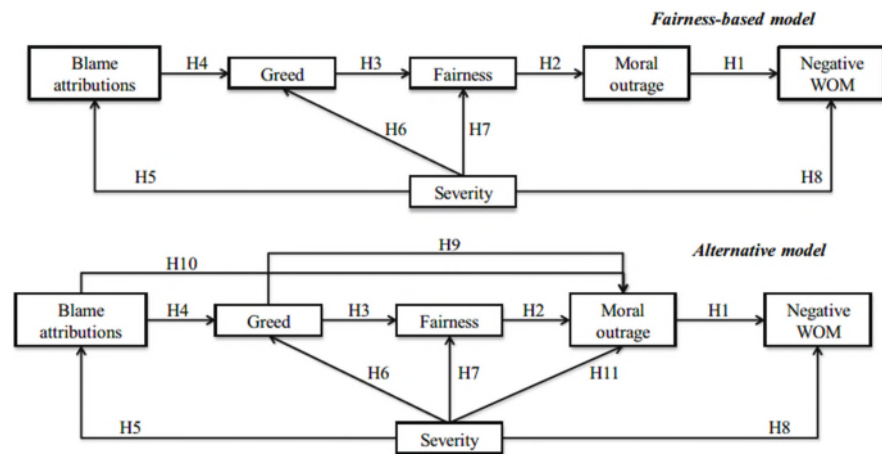 Fairness-based model
Blame attributions
H4
Greed
H3
Fairness
H2
Moral outrage
H1
Negative WOM
H6
H7
H5
H8
Severity
H9
Alternative model
H10
Blame attributions
H4
Greed
H3
Fairness
H2
Moral outrage
H1
Negative WOM
H6
H7
H11
H5
H8
Severity